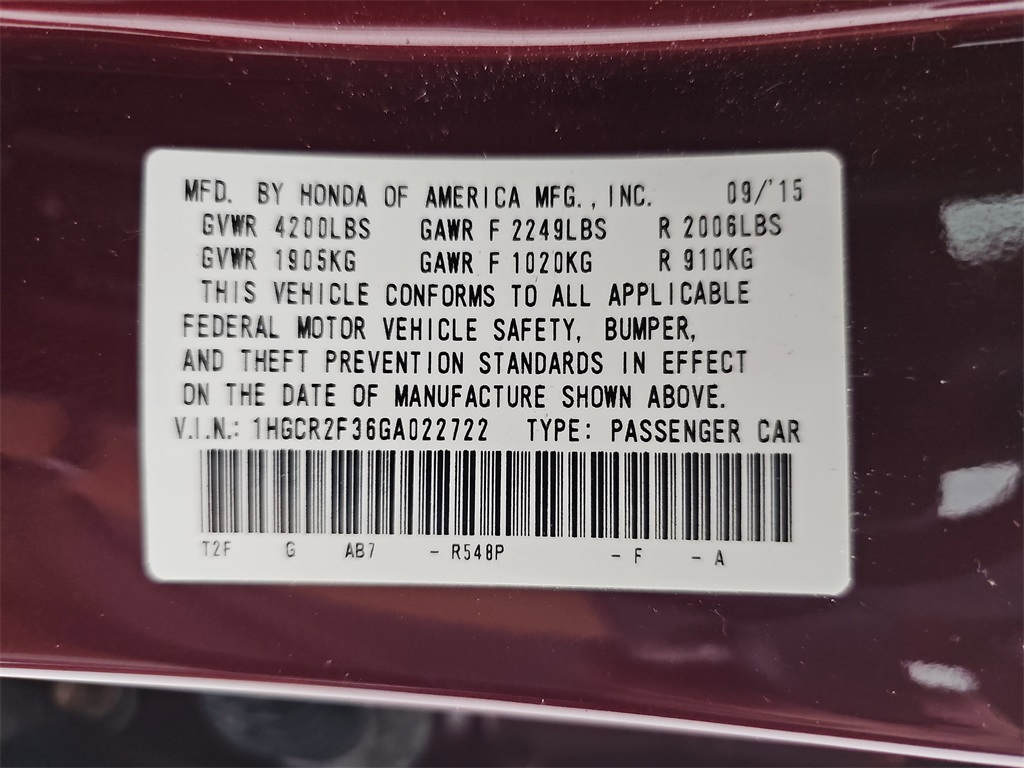 MFD. BY HONDA OF AMERICA MFG., INC. 09/'15
GVWR 4200LBS GAWR F 2249LBS R 2006LBS
GVWR 1905KG GAWR F 1020KG R 910KG
THIS VEHICLE CONFORMS TO ALL APPLICABLE
FEDERAL MOTOR VEHICLE SAFETY, BUMPER,
AND THEFT PREVENTION STANDARDS IN EFFECT
ON THE DATE OF MANUFACTURE SHOWN ABOVE.
V.I.N.: 1HGCR2F36GA022722 TYPE: PASSENGER CAR
T2F G AB7 - R548P - F - A